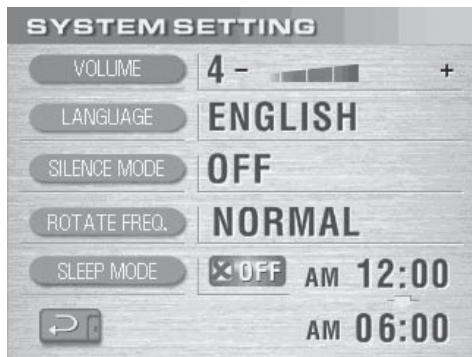 SYSTEM SETTING
VOLUME 4 - +
LANGUAGE ENGLISH
SILENCE MODE OFF
ROTATE FREQ. NORMAL
SLEEP MODE OFF AM 12:00
AM 06:00